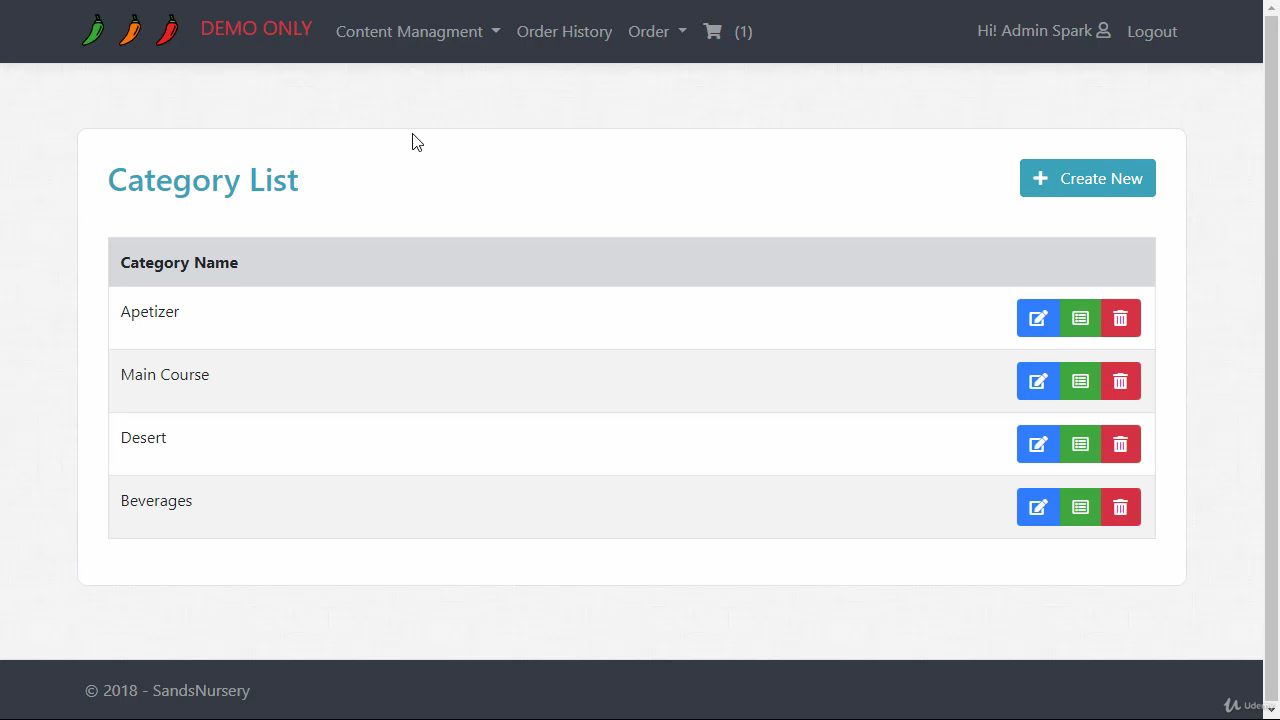 DEMO ONLY Content Managment Order History Order (1) Hi! Admin Spark Logout
Category List
Create New
Category Name
Apetizer
Main Course
Desert
Beverages
© 2018 - SandsNursery